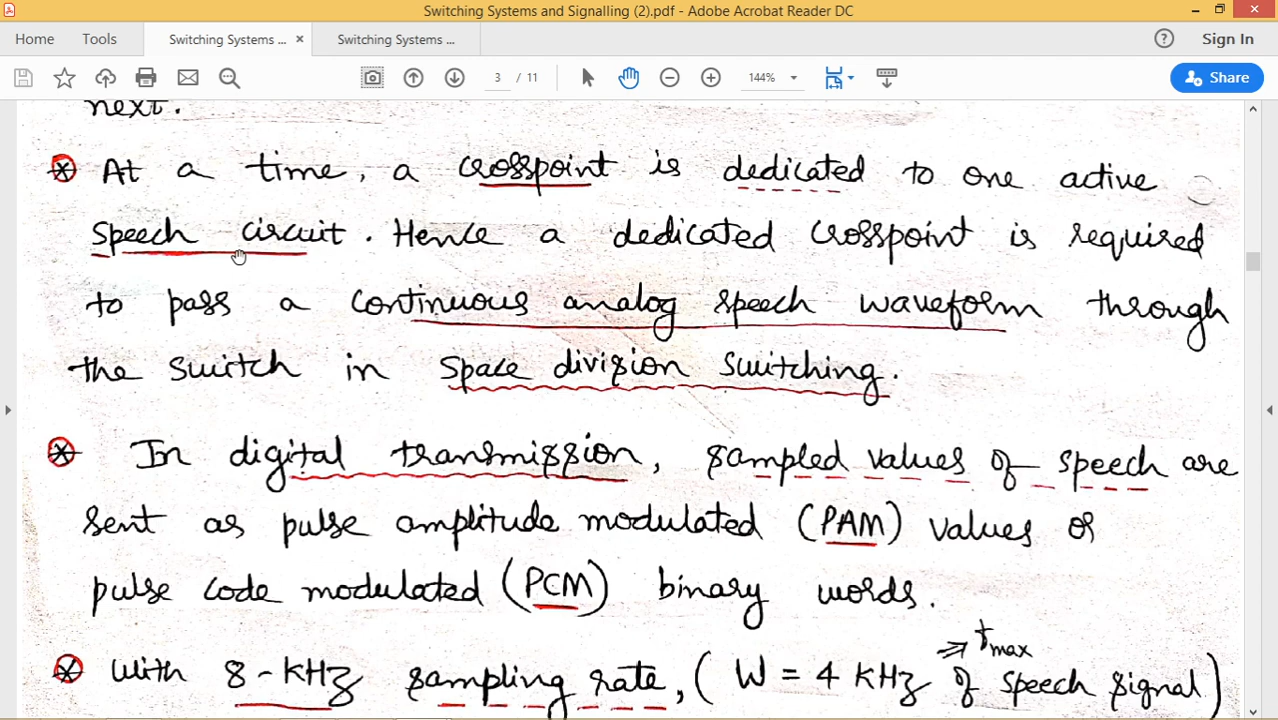 Switching Systems and Signalling (2).pdf - Adobe Acrobat Reader DC
Home Tools Switching Systems ... × Switching Systems ... ? Sign In
3 / 11 144% Share
next.
⊛ At a time, a crosspoint is dedicated to one active
speech circuit. Hence a dedicated crosspoint is required
to pass a continuous analog speech waveform through
the switch in space division switching.
⊛ In digital transmission, sampled values of speech are
sent as pulse amplitude modulated (PAM) values or
pulse code modulated (PCM) binary words.
⇒ fmax
⊛ With 8-KHz sampling rate, (W = 4 KHz of speech signal)